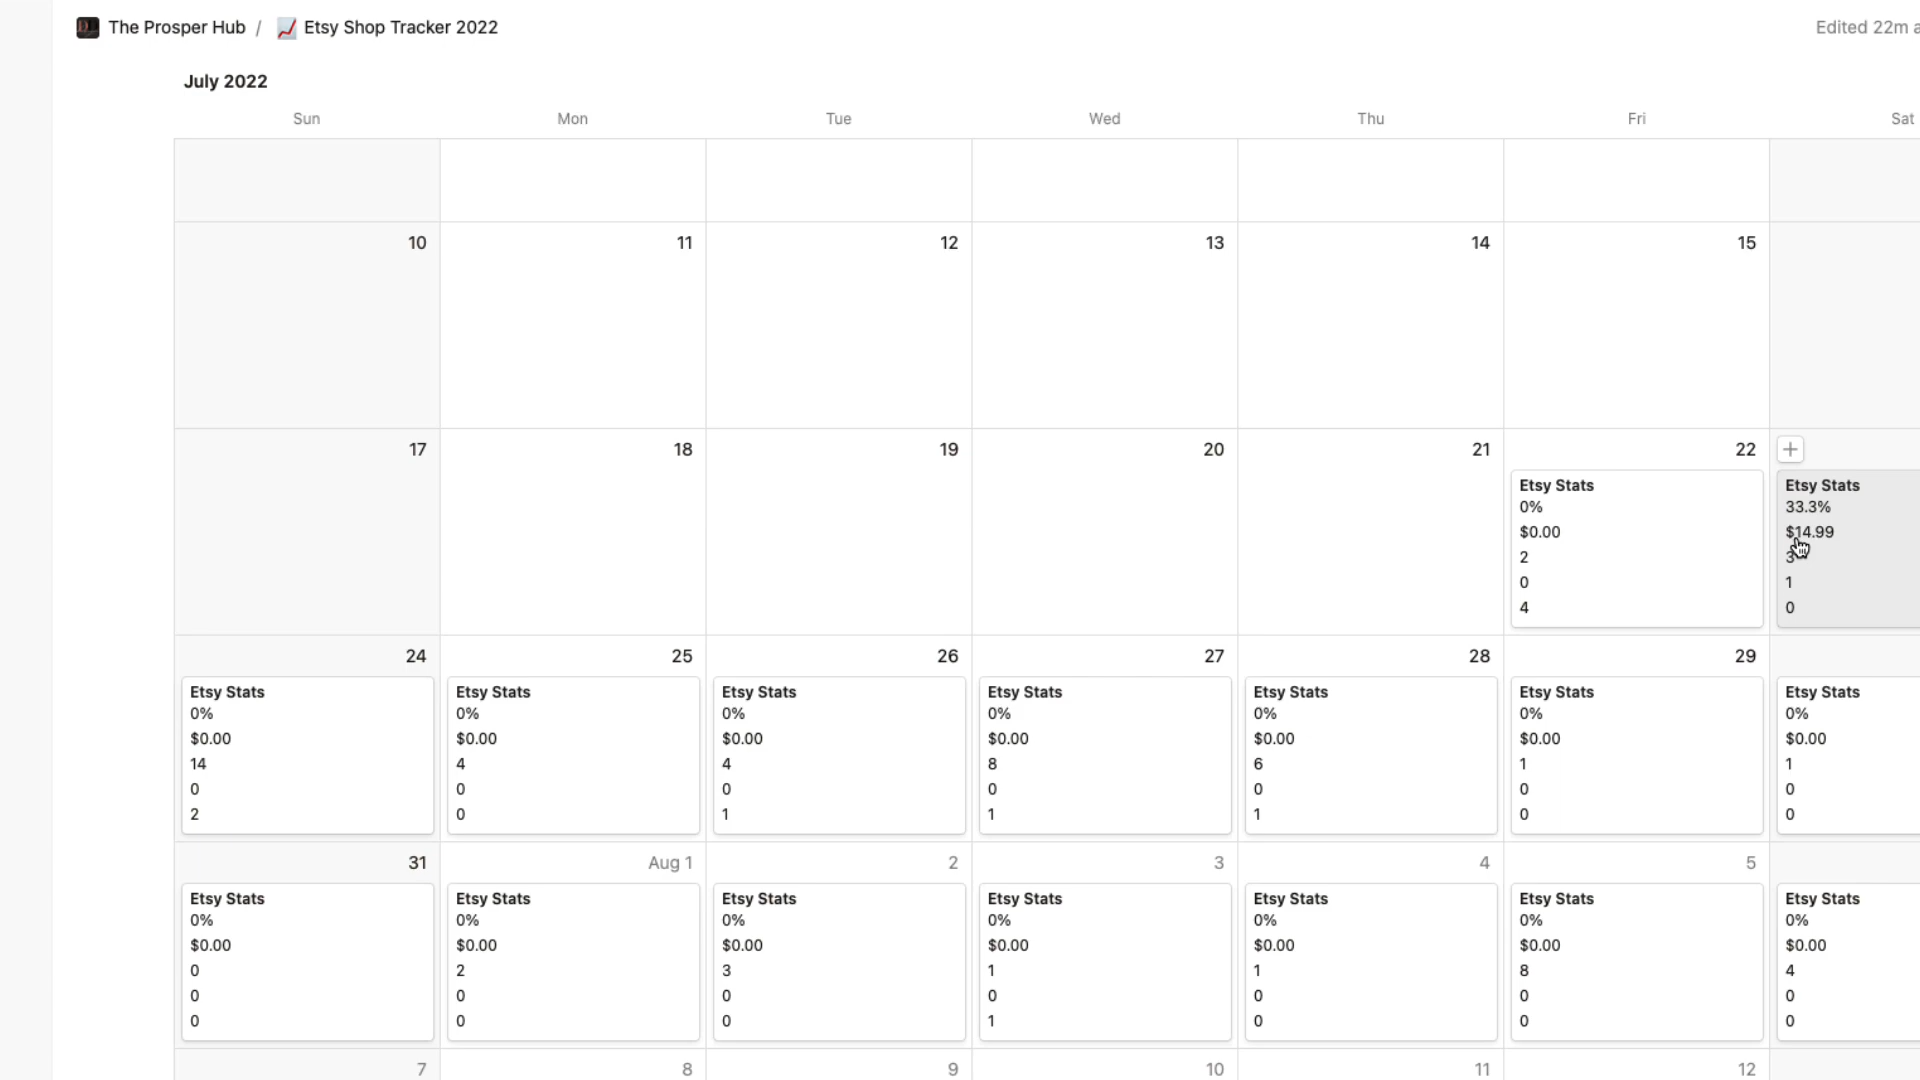 The Prosper Hub / Etsy Shop Tracker 2022 Edited 22m a
July 2022
Sun Mon Tue Wed Thu Fri Sat
10 11 12 13 14 15
17 18 19 20 21 22
Etsy Stats Etsy Stats
0% 33.3%
$0.00 $14.99
2 3
0 1
4 0
24 25 26 27 28 29
Etsy Stats Etsy Stats Etsy Stats Etsy Stats Etsy Stats Etsy Stats Etsy Stats
0% 0% 0% 0% 0% 0% 0%
$0.00 $0.00 $0.00 $0.00 $0.00 $0.00 $0.00
14 4 4 8 6 1 1
0 0 0 0 0 0 0
2 0 1 1 1 0 0
31 Aug 1 2 3 4 5
Etsy Stats Etsy Stats Etsy Stats Etsy Stats Etsy Stats Etsy Stats Etsy Stats
0% 0% 0% 0% 0% 0% 0%
$0.00 $0.00 $0.00 $0.00 $0.00 $0.00 $0.00
0 2 3 1 1 8 4
0 0 0 0 0 0 0
0 0 0 1 0 0 0
7 8 9 10 11 12